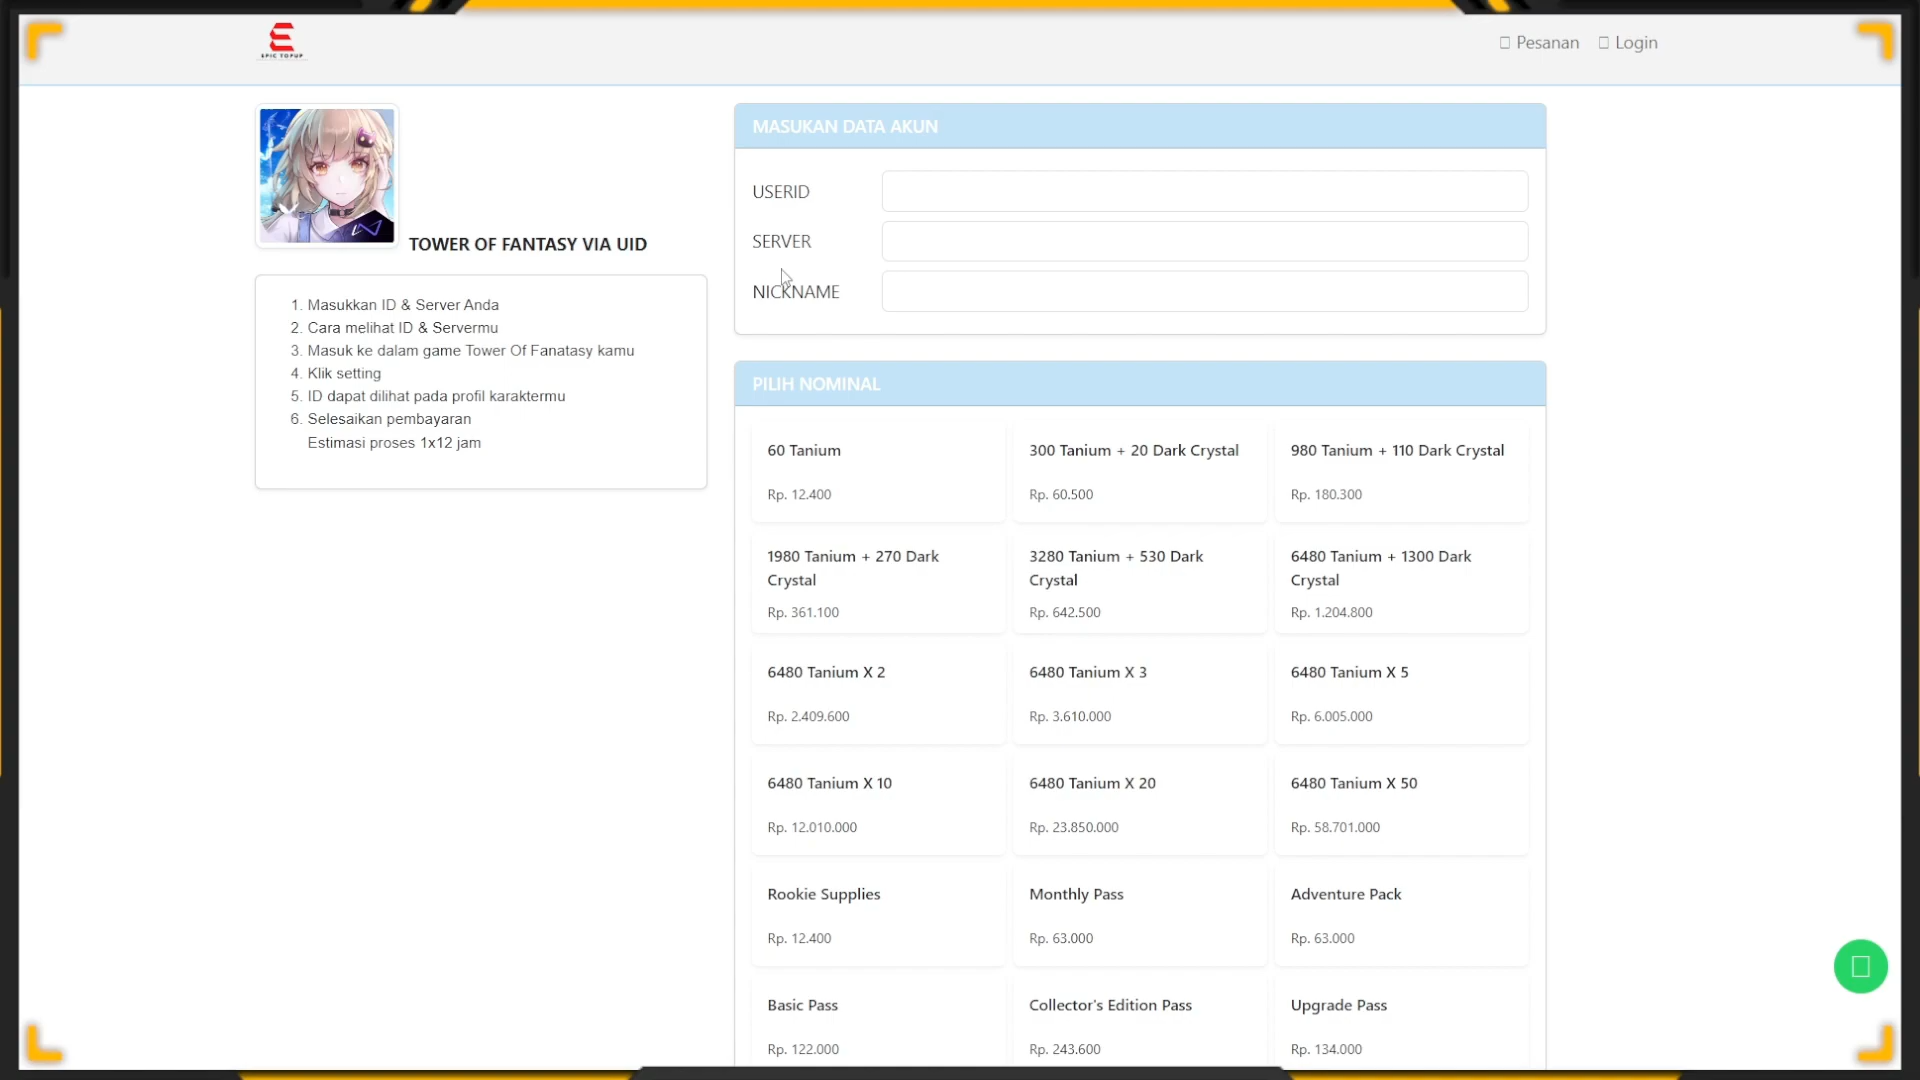 EPIC TOPUP
Pesanan
Login
TOWER OF FANTASY VIA UID
1. Masukkan ID & Server Anda
2. Cara melihat ID & Servermu
3. Masuk ke dalam game Tower Of Fanatasy kamu
4. Klik setting
5. ID dapat dilihat pada profil karaktermu
6. Selesaikan pembayaran
Estimasi proses 1x12 jam
MASUKAN DATA AKUN
USERID
SERVER
NICKNAME
PILIH NOMINAL
60 Tanium
Rp. 12.400
300 Tanium + 20 Dark Crystal
Rp. 60.500
980 Tanium + 110 Dark Crystal
Rp. 180.300
1980 Tanium + 270 Dark
Crystal
Rp. 361.100
3280 Tanium + 530 Dark
Crystal
Rp. 642.500
6480 Tanium + 1300 Dark
Crystal
Rp. 1.204.800
6480 Tanium X 2
Rp. 2.409.600
6480 Tanium X 3
Rp. 3.610.000
6480 Tanium X 5
Rp. 6.005.000
6480 Tanium X 10
Rp. 12.010.000
6480 Tanium X 20
Rp. 23.850.000
6480 Tanium X 50
Rp. 58.701.000
Rookie Supplies
Rp. 12.400
Monthly Pass
Rp. 63.000
Adventure Pack
Rp. 63.000
Basic Pass
Rp. 122.000
Collector's Edition Pass
Rp. 243.600
Upgrade Pass
Rp. 134.000